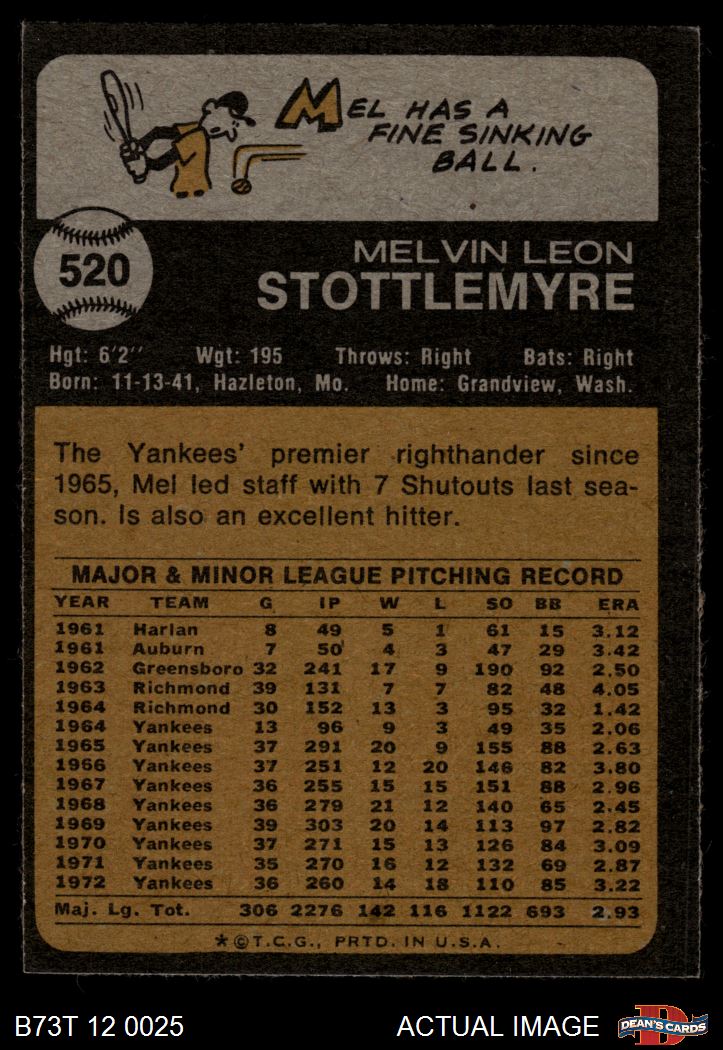 MEL HAS A
FINE SINKING
BALL.
520
MELVIN LEON
STOTTLEMYRE
Hgt: 6'2" Wgt: 195 Throws: Right Bats: Right
Born: 11-13-41, Hazleton, Mo. Home: Grandview, Wash.
The Yankees' premier righthander since
1965, Mel led staff with 7 Shutouts last sea-
son. Is also an excellent hitter.
MAJOR & MINOR LEAGUE PITCHING RECORD
YEAR TEAM G IP W L SO BB ERA
1961 Harlan 8 49 5 1 61 15 3.12
1961 Auburn 7 50 4 3 47 29 3.42
1962 Greensboro 32 241 17 9 190 92 2.50
1963 Richmond 39 131 7 7 82 48 4.05
1964 Richmond 30 152 13 3 95 32 1.42
1964 Yankees 13 96 9 3 49 35 2.06
1965 Yankees 37 291 20 9 155 88 2.63
1966 Yankees 37 251 12 20 146 82 3.80
1967 Yankees 36 255 15 15 151 88 2.96
1968 Yankees 36 279 21 12 140 65 2.45
1969 Yankees 39 303 20 14 113 97 2.82
1970 Yankees 37 271 15 13 126 84 3.09
1971 Yankees 35 270 16 12 132 69 2.87
1972 Yankees 36 260 14 18 110 85 3.22
Maj. Lg. Tot. 306 2276 142 116 1122 693 2.93
*©T.C.G., PRTD. IN U.S.A.
B73T 12 0025 ACTUAL IMAGE
D
DEAN'S CARDS